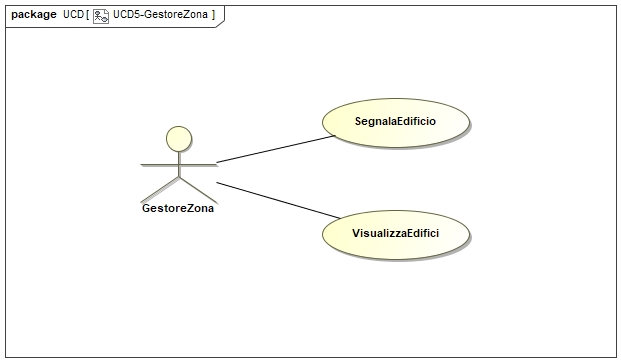 package UCD [ UCD5-GestoreZona ]
SegnalaEdificio
GestoreZona
VisualizzaEdifici